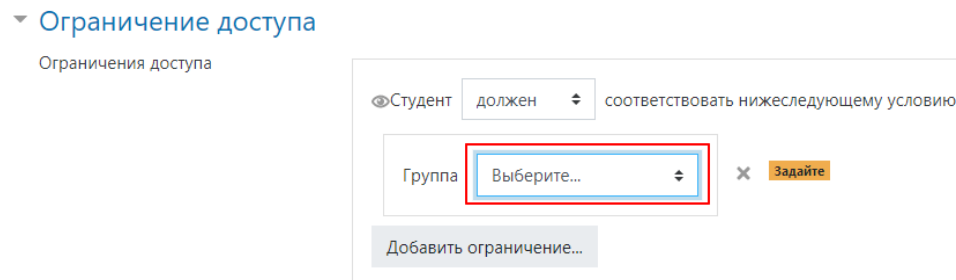 Ограничение доступа
Ограничения доступа
Студент должен соответствовать нижеследующему условию
Группа Выберите... Задайте
Добавить ограничение...